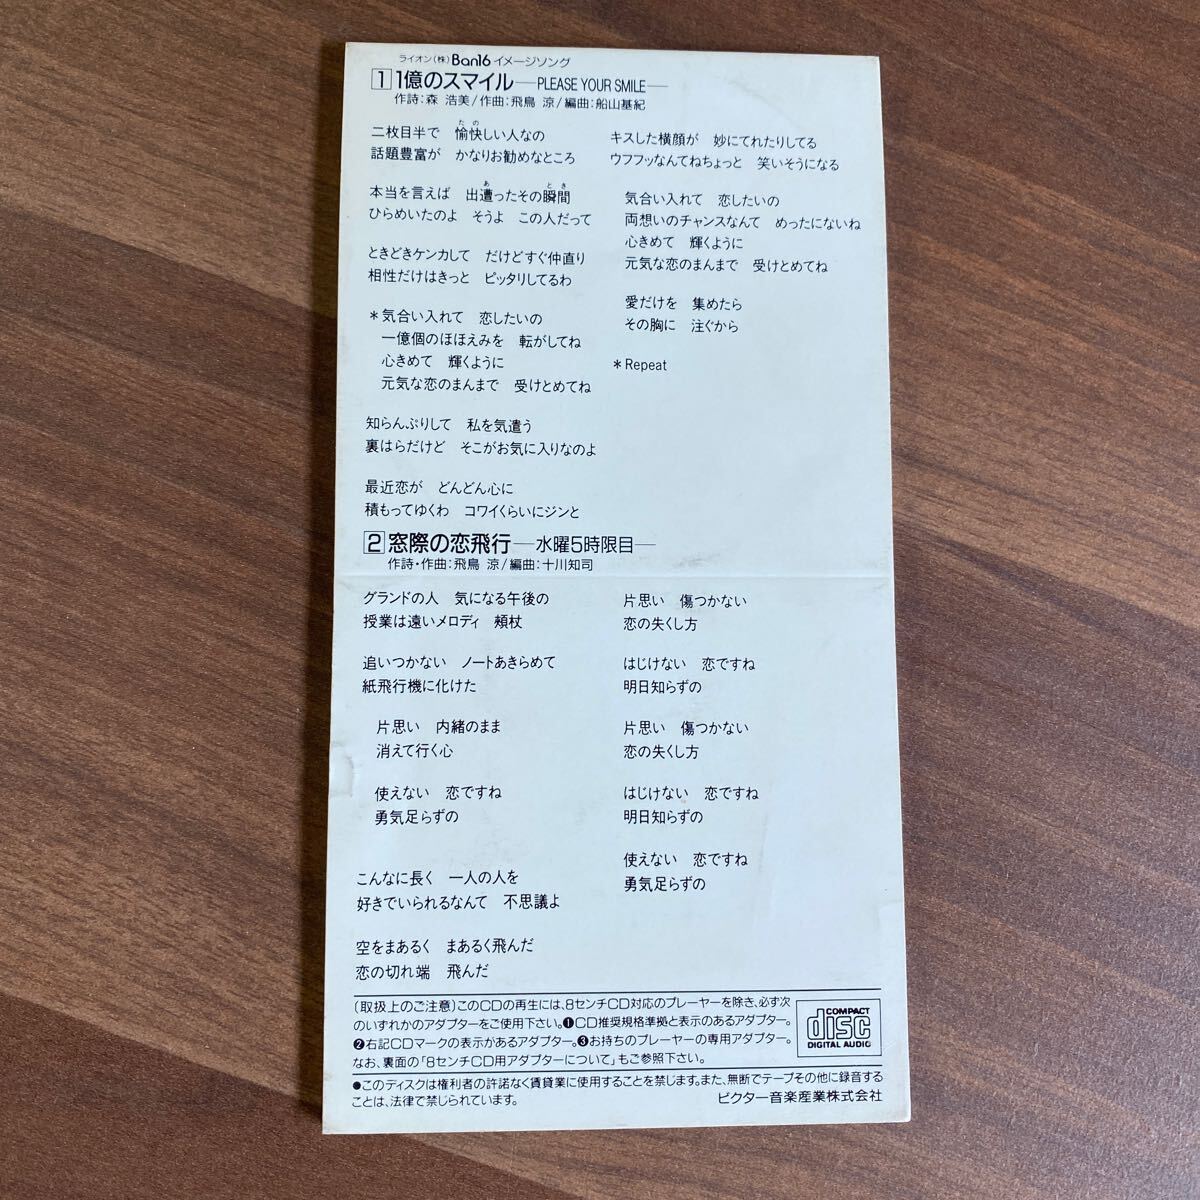 ライオン(株)Ban16イメージソング
1 1億のスマイル—PLEASE YOUR SMILE—
作詩:森 浩美/作曲:飛鳥 涼/編曲:船山基紀
二枚目半で 愉快しい人なの
たの
話題豊富が かなりお勧めなところ
本当を言えば 出遭ったその瞬間
あ とき
ひらめいたのよ そうよ この人だって
ときどきケンカして だけどすぐ仲直り
相性だけはきっと ピッタリしてるわ
*気合い入れて 恋したいの
一億個のほほえみを 転がしてね
心きめて 輝くように
元気な恋のまんまで 受けとめてね
知らんぷりして 私を気遣う
裏はらだけど そこがお気に入りなのよ
最近恋が どんどん心に
積もってゆくわ コワイくらいにジンと
キスした横顔が 妙にてれたりしてる
ウフフッなんてねちょっと 笑いそうになる
気合い入れて 恋したいの
両想いのチャンスなんて めったにないね
心きめて 輝くように
元気な恋のまんまで 受けとめてね
愛だけを 集めたら
その胸に 注ぐから
*Repeat
2 窓際の恋飛行—水曜5時限目—
作詩・作曲:飛鳥 涼/編曲:十川知司
グランドの人 気になる午後の
授業は遠いメロディ 頰杖
追いつかない ノートあきらめて
紙飛行機に化けた
片思い 内緒のまま
消えて行く心
使えない 恋ですね
勇気足らずの
こんなに長く 一人の人を
好きでいられるなんて 不思議よ
空をまあるく まあるく飛んだ
恋の切れ端 飛んだ
片思い 傷つかない
恋の失くし方
はじけない 恋ですね
明日知らずの
片思い 傷つかない
恋の失くし方
はじけない 恋ですね
明日知らずの
使えない 恋ですね
勇気足らずの
〔取扱上のご注意〕このCDの再生には、8センチCD対応のプレーヤーを除き、必ず次
のいずれかのアダプターをご使用下さい。❶CD推奨規格準拠と表示のあるアダプター。
❷右記CDマークの表示があるアダプター。❸お持ちのプレーヤーの専用アダプター。
なお、裏面の「8センチCD用アダプターについて」もご参照下さい。
COMPACT
disc
DIGITAL AUDIO
●このディスクは権利者の許諾なく賃貸業に使用することを禁じます。また、無断でテープその他に録音する
ことは、法律で禁じられています。
ビクター音楽産業株式会社